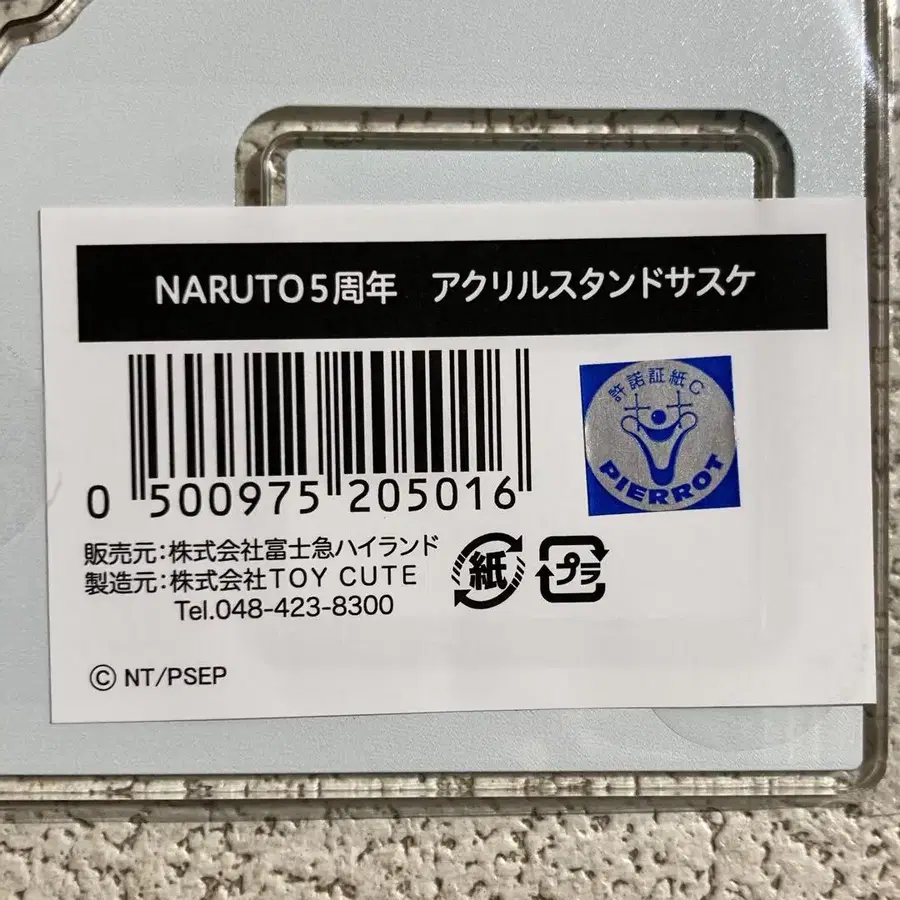 NARUTO5周年　アクリルスタンドサスケ
許諾証紙C
PIERROT
0 500975 205016
販売元:株式会社富士急ハイランド
製造元:株式会社TOY CUTE
Tel.048-423-8300
紙
プラ
© NT/PSEP